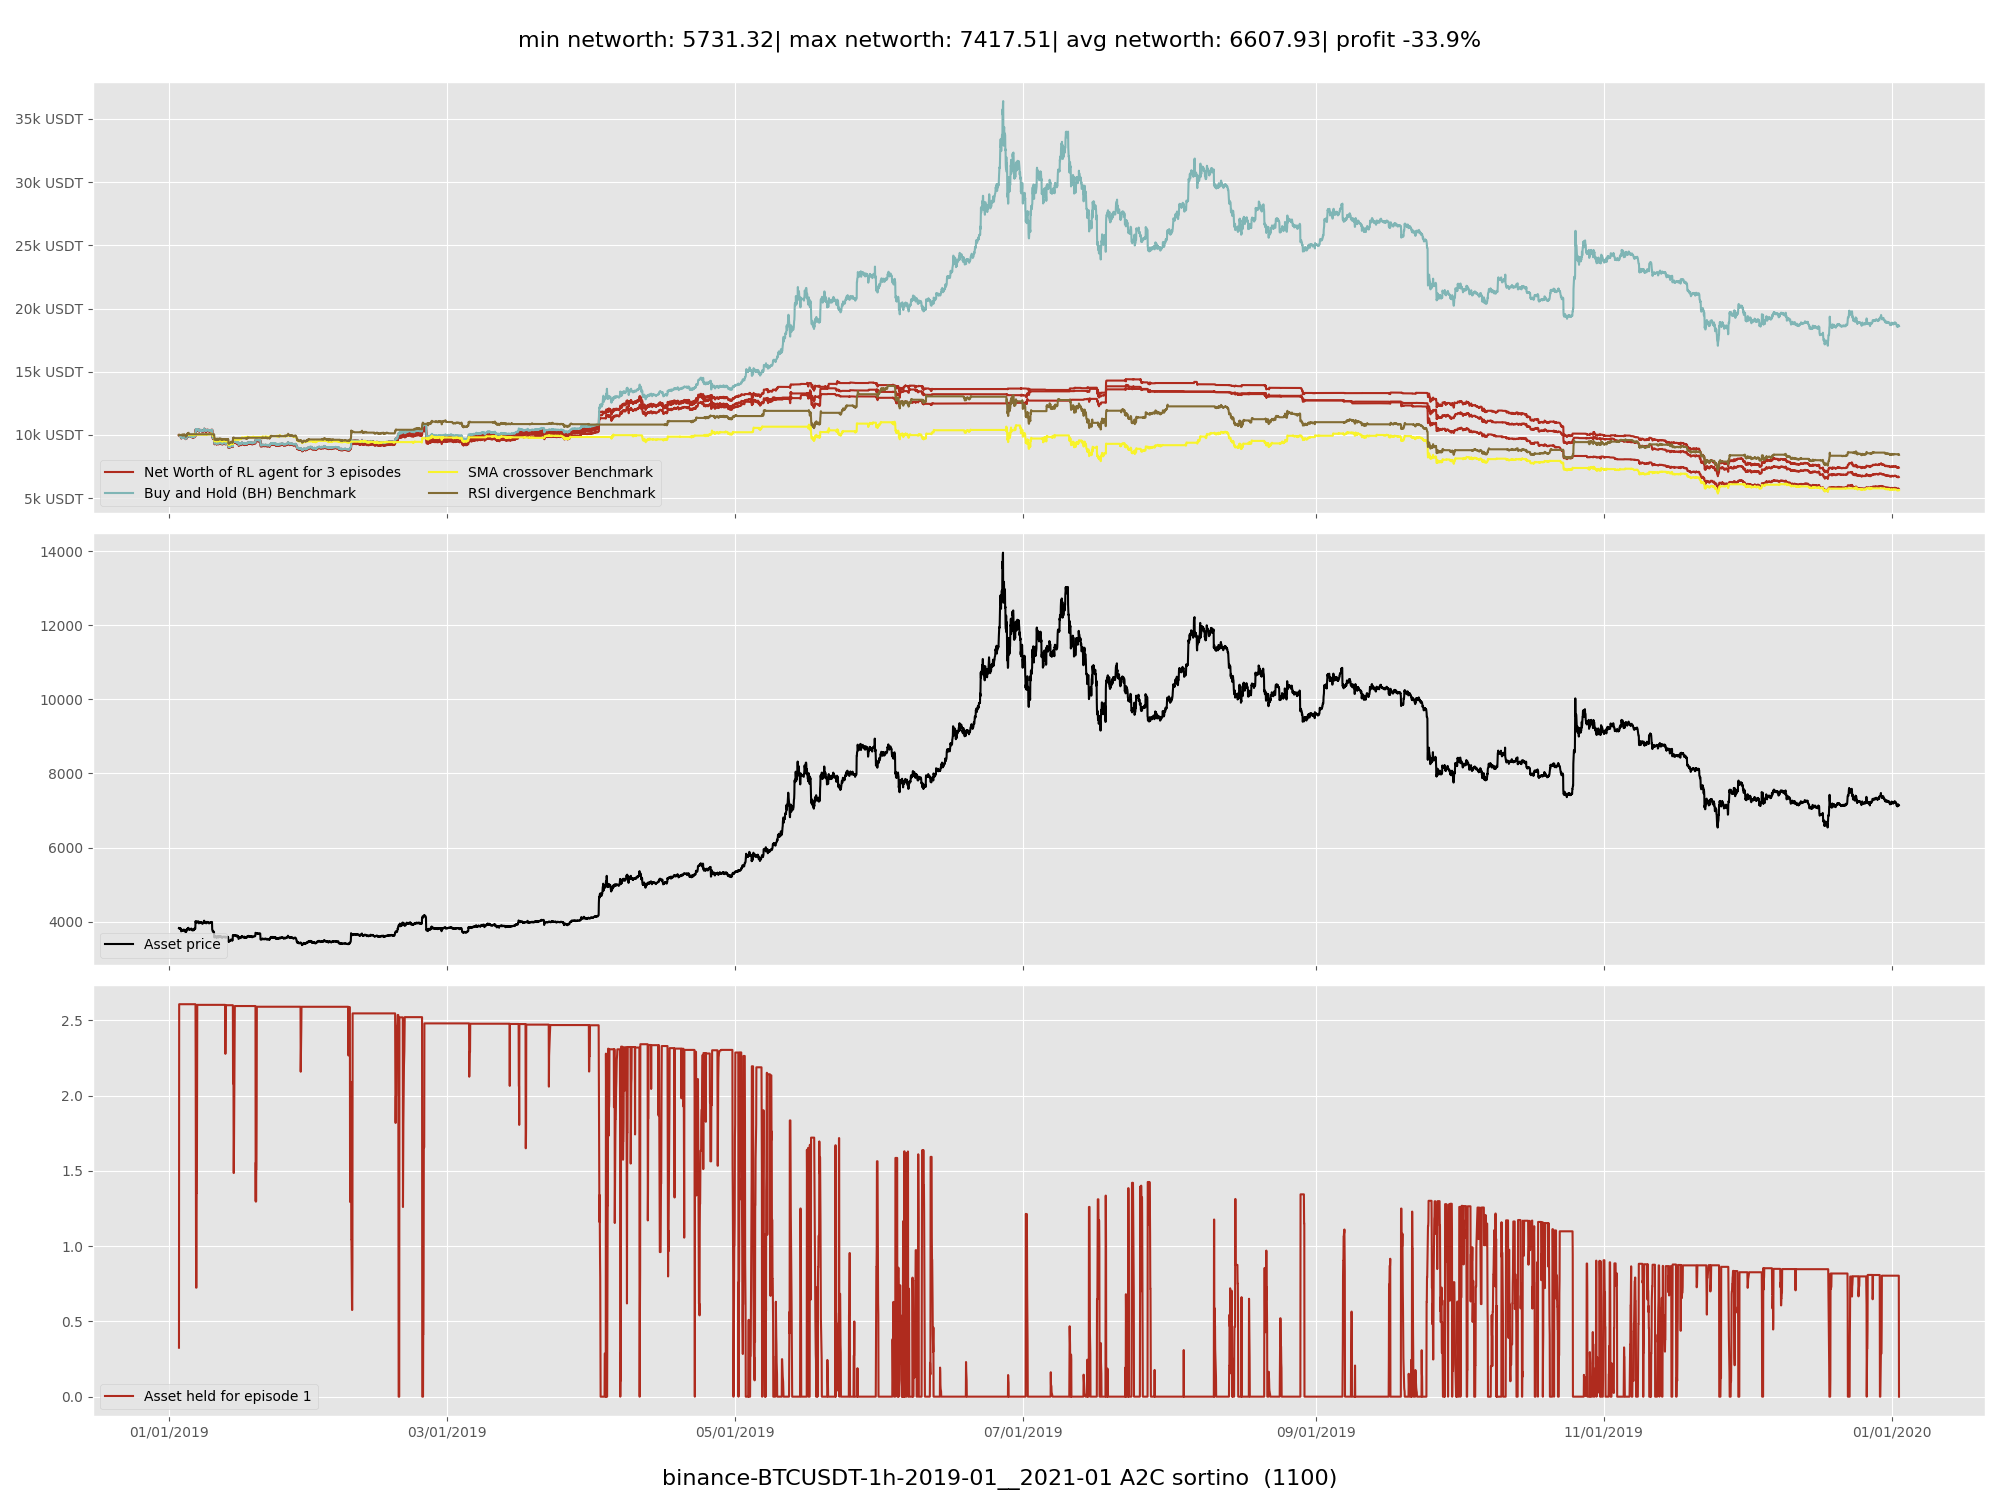 min networth: 5731.32| max networth: 7417.51| avg networth: 6607.93| profit -33.9%
35k USDT
30k USDT
25k USDT
20k USDT
15k USDT
10k USDT
5k USDT
Net Worth of RL agent for 3 episodes
Buy and Hold (BH) Benchmark
SMA crossover Benchmark
RSI divergence Benchmark
14000
12000
10000
8000
6000
4000
Asset price
2.5
2.0
1.5
1.0
0.5
0.0
Asset held for episode 1
01/01/2019 03/01/2019 05/01/2019 07/01/2019 09/01/2019 11/01/2019 01/01/2020
binance-BTCUSDT-1h-2019-01__2021-01 A2C sortino (1100)